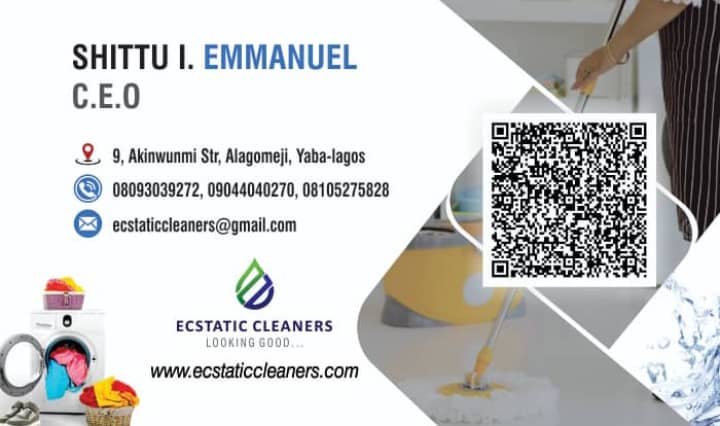 SHITTU I. EMMANUEL
C.E.O
9, Akinwunmi Str, Alagomeji, Yaba-lagos
08093039272, 09044040270, 08105275828
ecstaticcleaners@gmail.com
ECSTATIC CLEANERS
LOOKING GOOD...
www.ecstaticcleaners.com